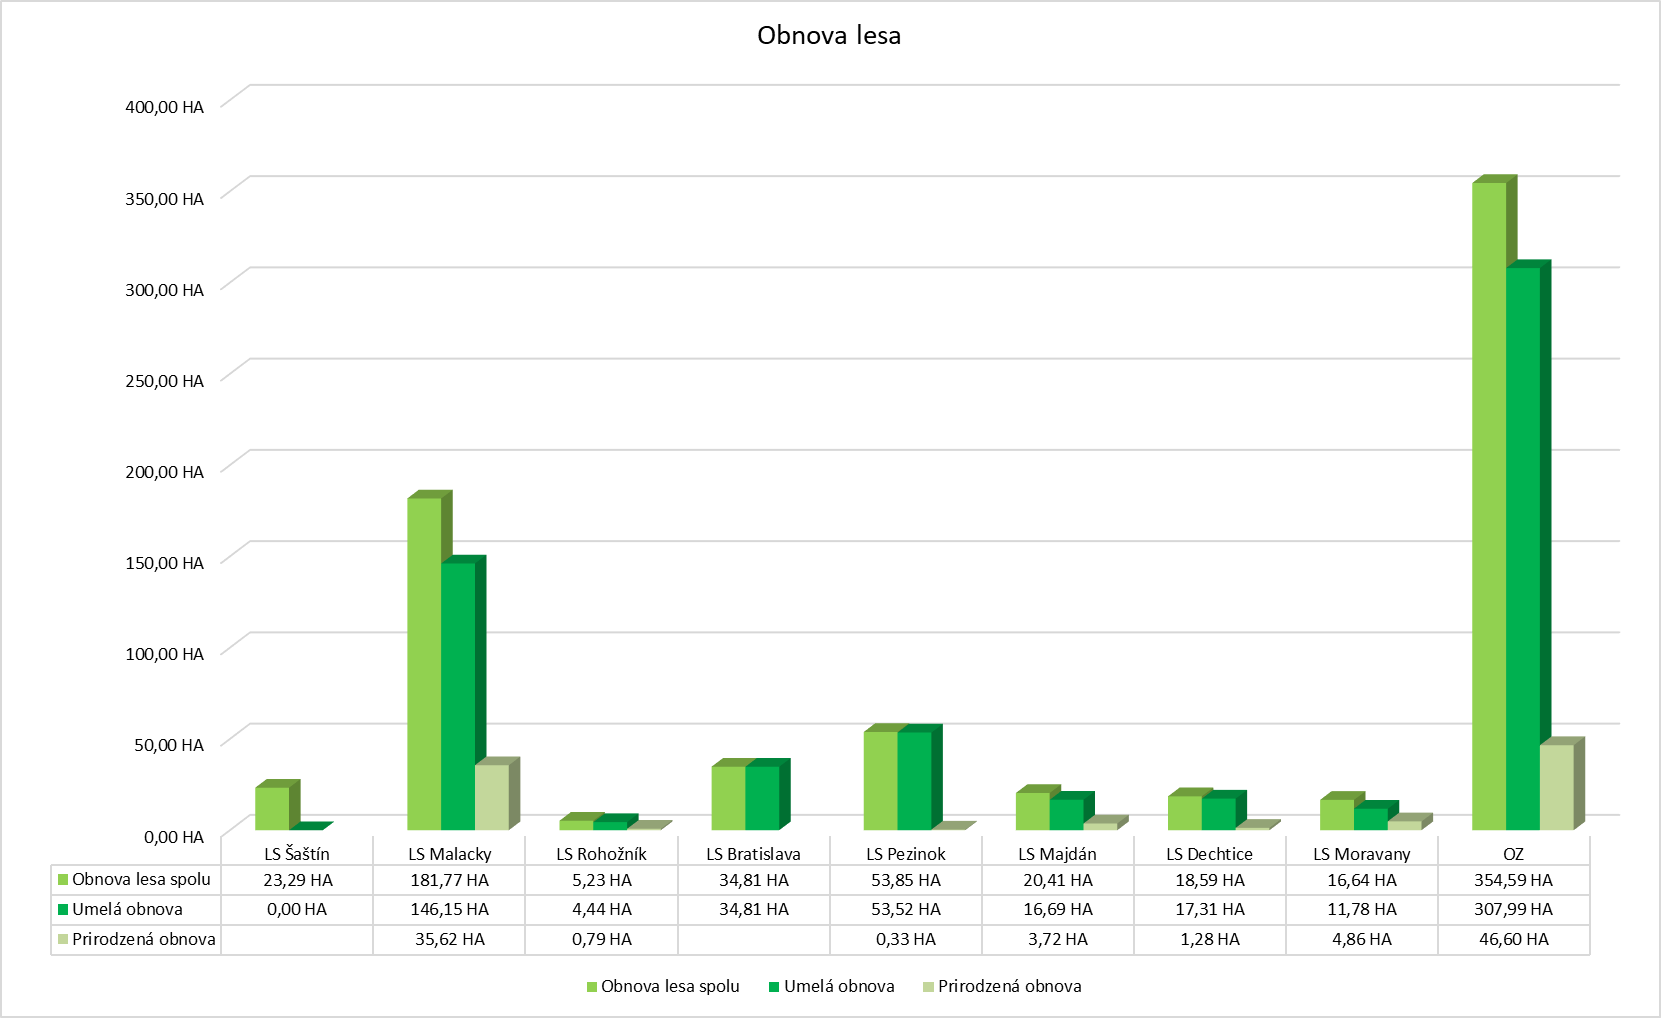 Obnova lesa
400,00 HA
350,00 HA
300,00 HA
250,00 HA
200,00 HA
150,00 HA
100,00 HA
50,00 HA
0,00 HA
LS Šaštín LS Malacky LS Rohožník LS Bratislava LS Pezinok LS Majdán LS Dechtice LS Moravany OZ
Obnova lesa spolu 23,29 HA 181,77 HA 5,23 HA 34,81 HA 53,85 HA 20,41 HA 18,59 HA 16,64 HA 354,59 HA
Umelá obnova 0,00 HA 146,15 HA 4,44 HA 34,81 HA 53,52 HA 16,69 HA 17,31 HA 11,78 HA 307,99 HA
Prirodzená obnova 35,62 HA 0,79 HA 0,33 HA 3,72 HA 1,28 HA 4,86 HA 46,60 HA
Obnova lesa spolu Umelá obnova Prirodzená obnova